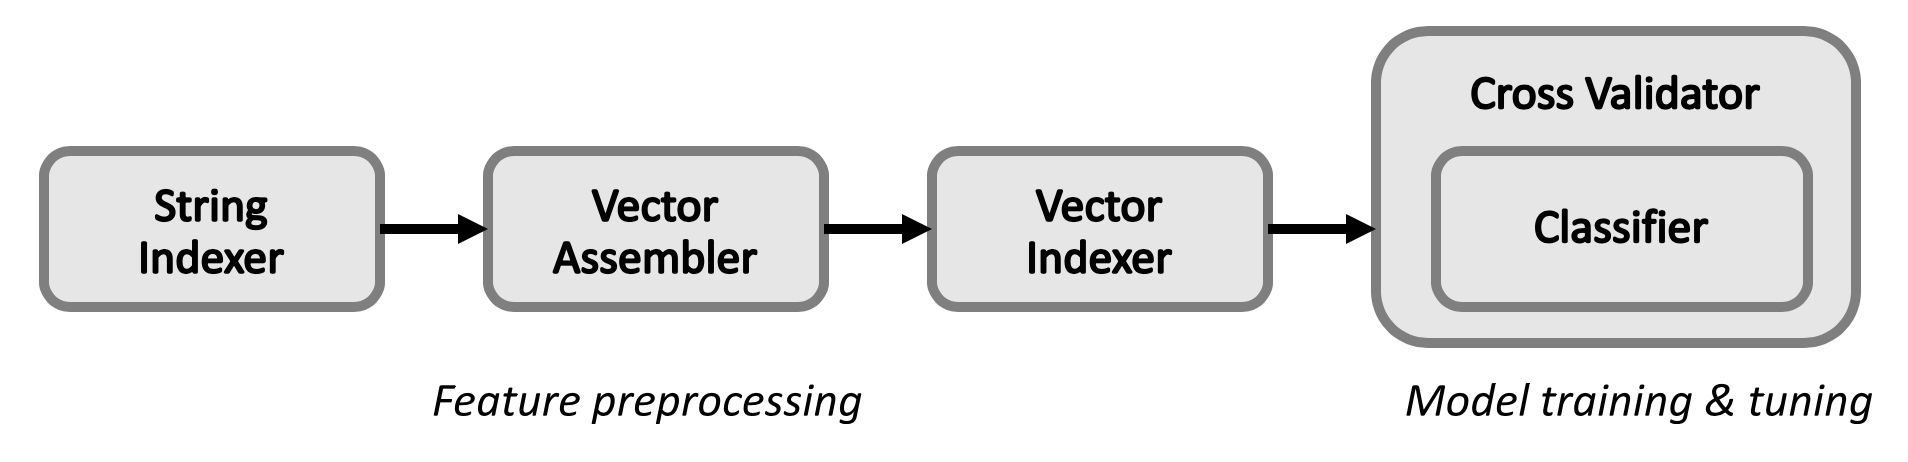 String
Indexer
Vector
Assembler
Vector
Indexer
Cross Validator
Classifier
Feature preprocessing
Model training & tuning